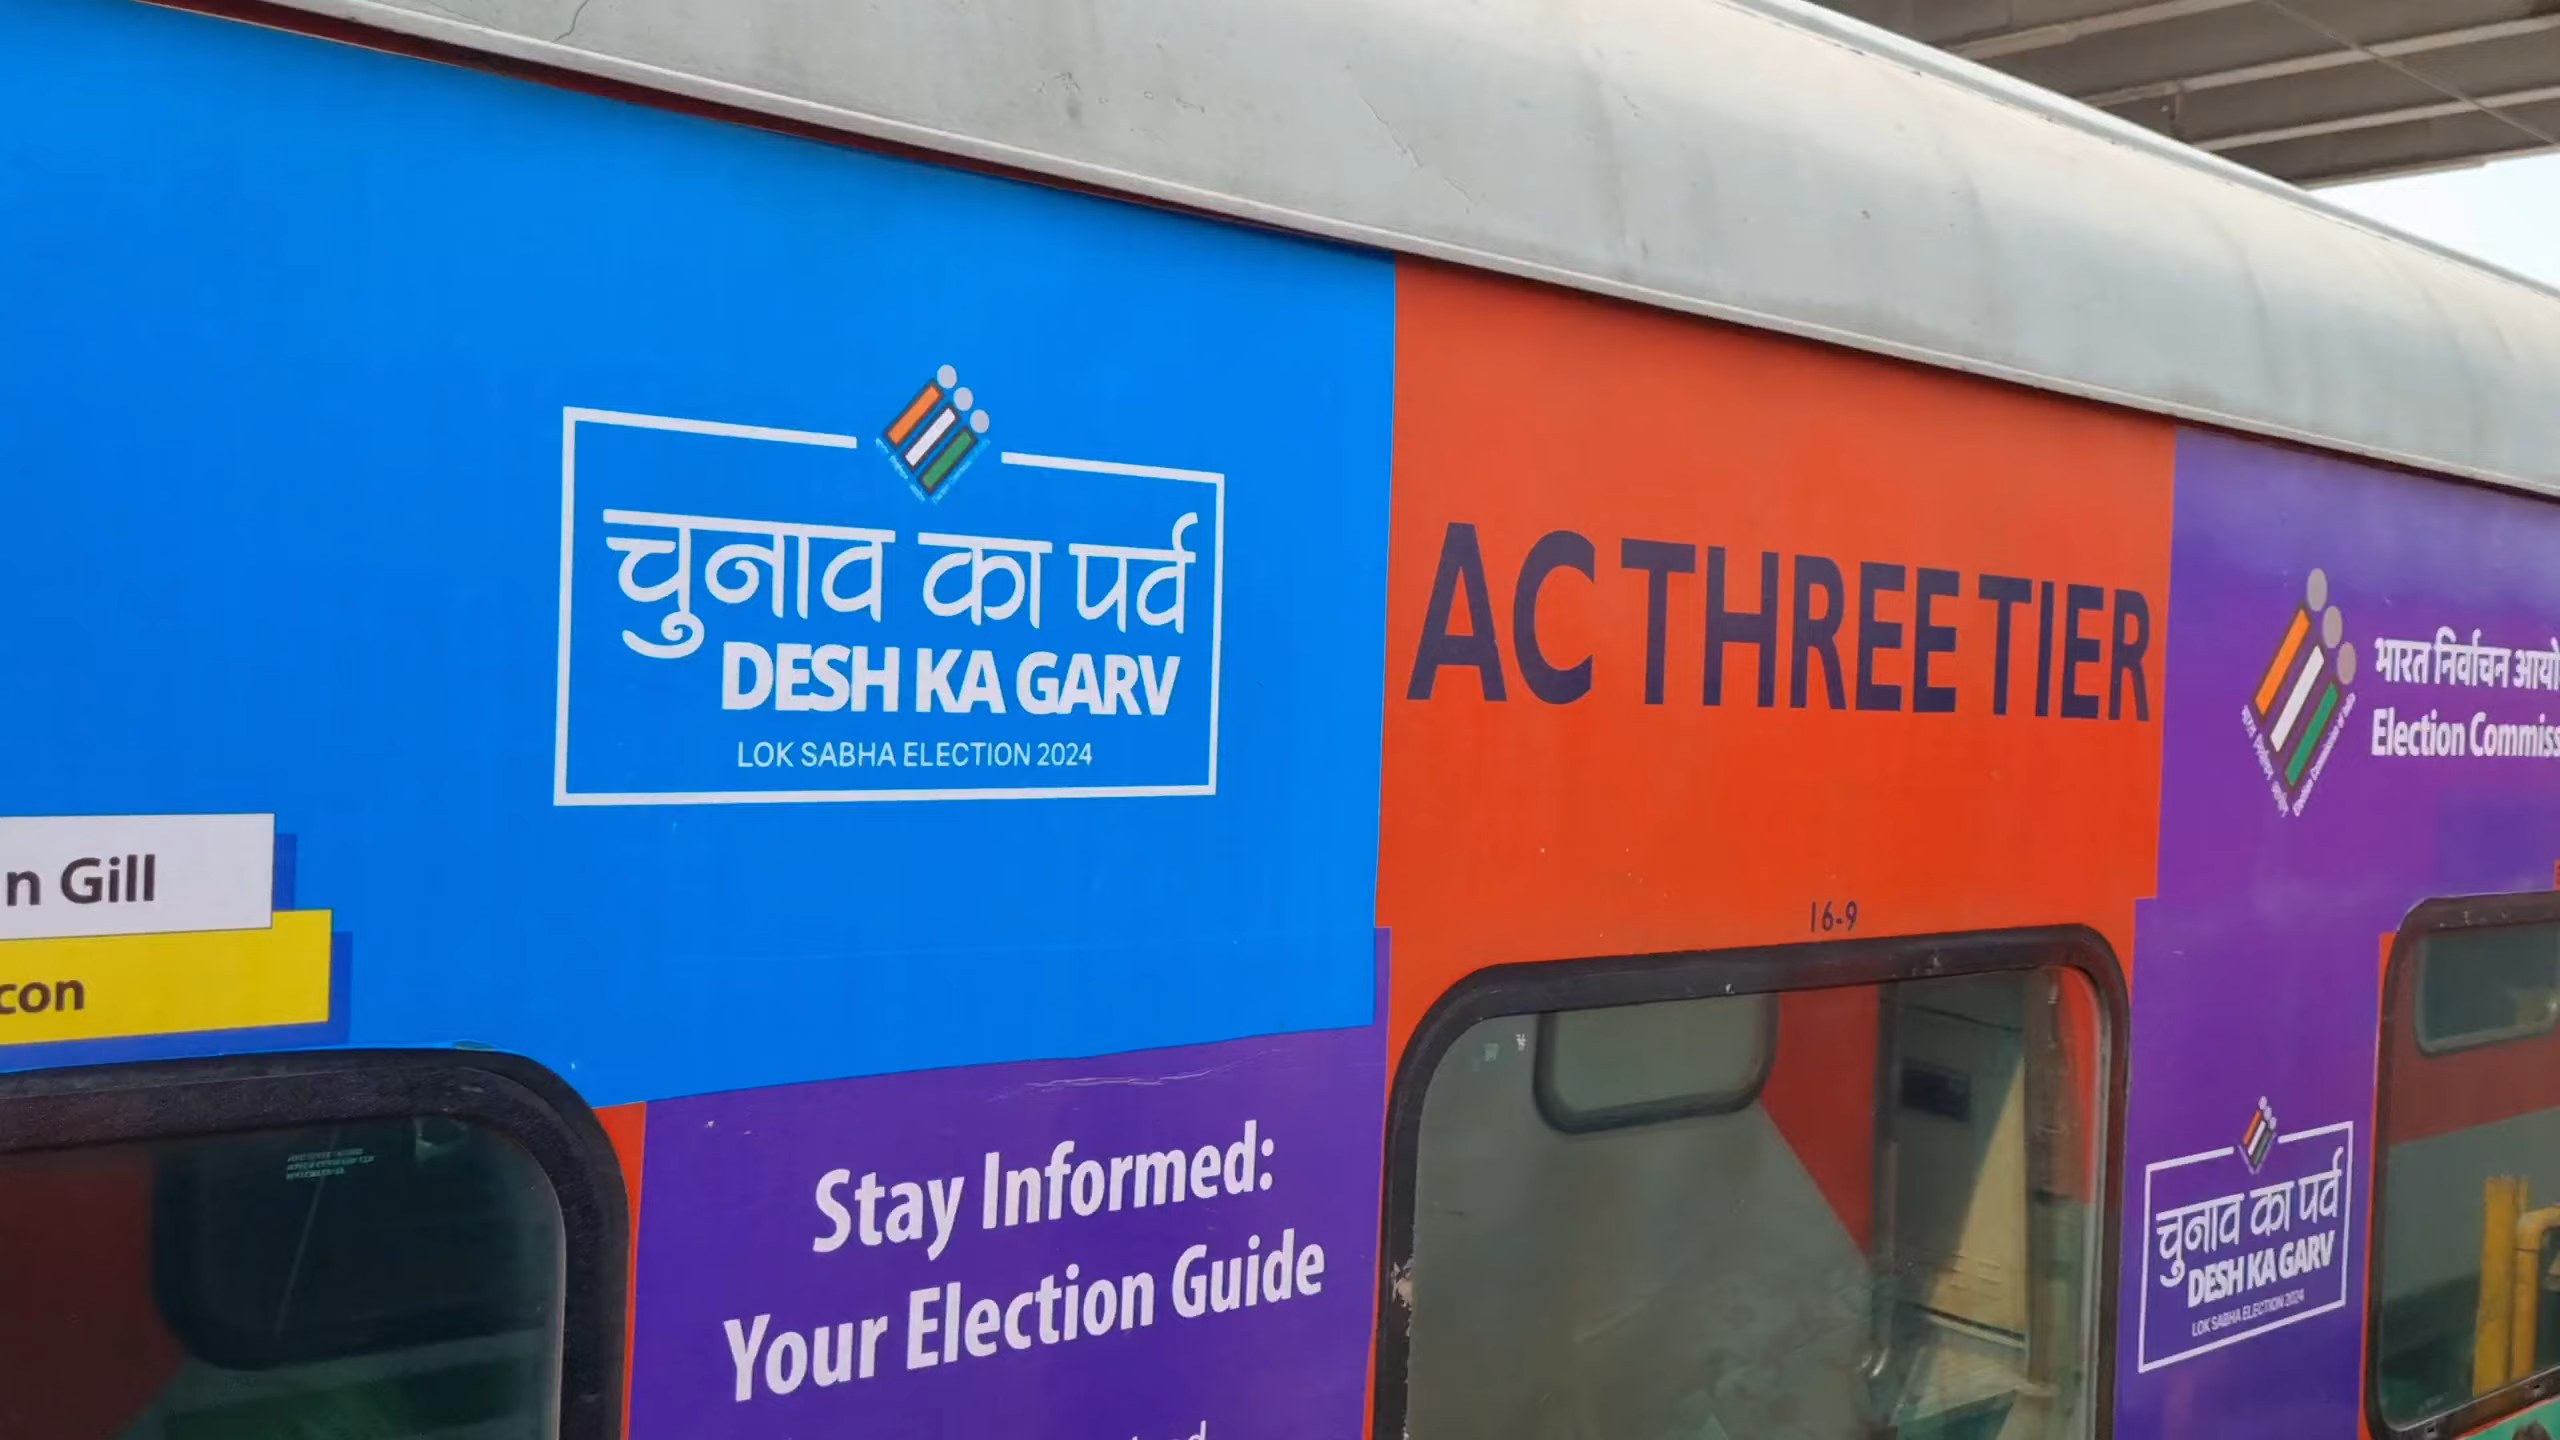 चुनाव का पर्व
DESH KA GARV
LOK SABHA ELECTION 2024
n Gill
con
Stay Informed:
Your Election Guide
AC THREE TIER
16-9
भारत निर्वाचन आयो
Election Commiss
चुनाव का पर्व
DESH KA GARV
LOK SABHA ELECTION 2024